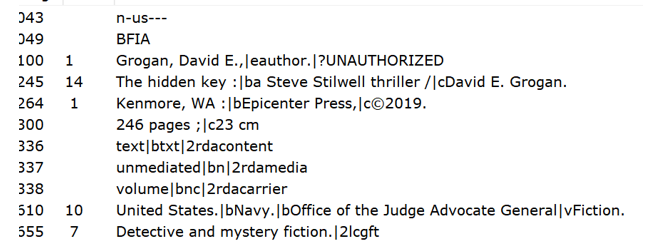 043 n-us---
049 BFIA
100 1 Grogan, David E.,|eauthor.|?UNAUTHORIZED
245 14 The hidden key :|ba Steve Stilwell thriller /|cDavid E. Grogan.
264 1 Kenmore, WA :|bEpicenter Press,|c©2019.
300 246 pages ;|c23 cm
336 text|btxt|2rdacontent
337 unmediated|bn|2rdamedia
338 volume|bnc|2rdacarrier
610 10 United States.|bNavy.|bOffice of the Judge Advocate General|vFiction.
655 7 Detective and mystery fiction.|2lcgft